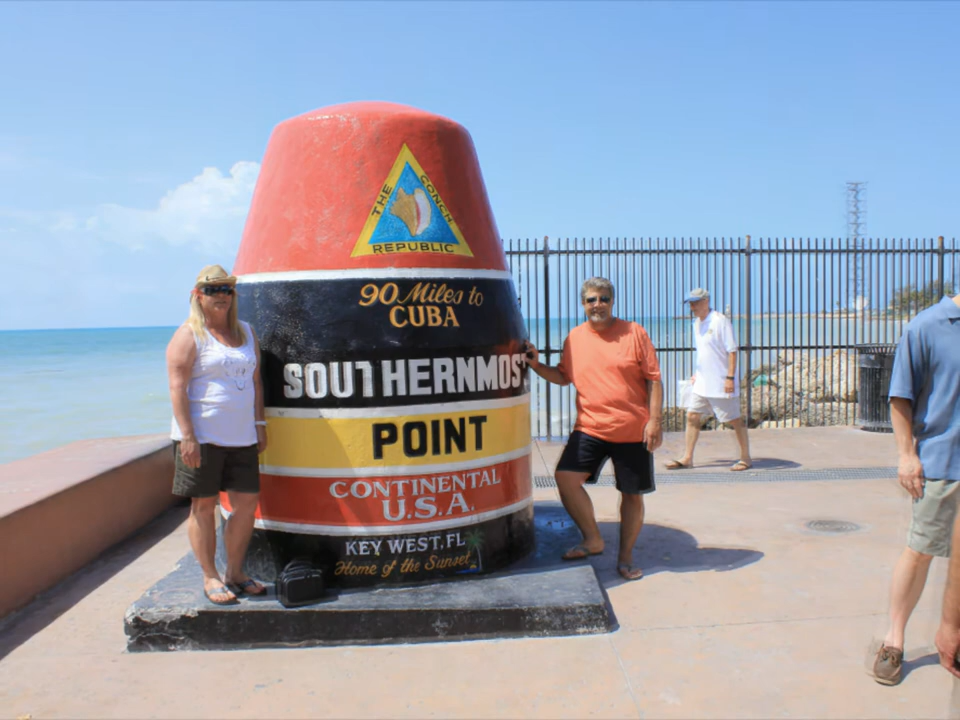 THE CONCH
REPUBLIC
90 Miles to
CUBA
SOUTHERNMOST
POINT
CONTINENTAL
U.S.A.
KEY WEST, FL
Home of the Sunset